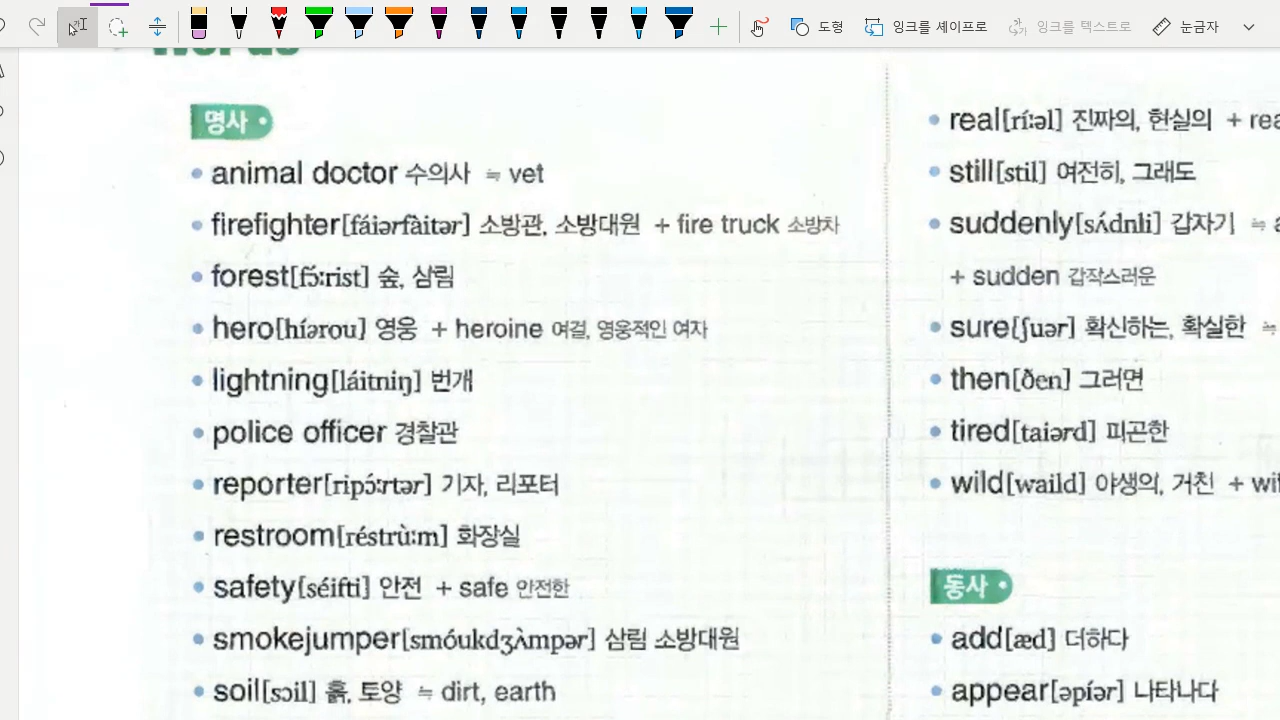 도형
잉크를 셰이프로
잉크를 텍스트로
눈금자
Words
명사
animal doctor 수의사 ≒ vet
firefighter[fáiərfàitər] 소방관, 소방대원 + fire truck 소방차
forest[fɔ́ːrist] 숲, 삼림
hero[híərou] 영웅 + heroine 여걸, 영웅적인 여자
lightning[láitniŋ] 번개
police officer 경찰관
reporter[ripɔ́ːrtər] 기자, 리포터
restroom[réstrùːm] 화장실
safety[séifti] 안전 + safe 안전한
smokejumper[smóukdʒʌ̀mpər] 삼림 소방대원
soil[sɔil] 흙, 토양 ≒ dirt, earth
real[ríːəl] 진짜의, 현실의 + rea
still[stil] 여전히, 그래도
suddenly[sʌ́dnli] 갑자기 ≒ a
+ sudden 갑작스러운
sure[ʃuər] 확신하는, 확실한 ≒
then[ðen] 그러면
tired[taiərd] 피곤한
wild[waild] 야생의, 거친 + wil
동사
add[æd] 더하다
appear[əpíər] 나타나다